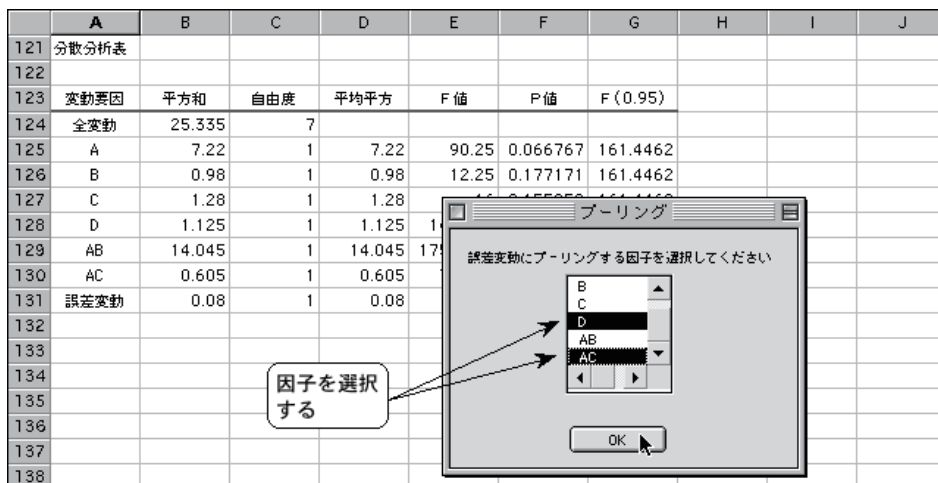 A B C D E F G H I J
121 分散分析表
122
123 変動要因 平方和 自由度 平均平方 F値 P値 F(0.95)
124 全変動 25.335 7
125 A 7.22 1 7.22 90.25 0.066767 161.4462
126 B 0.98 1 0.98 12.25 0.177171 161.4462
127 C 1.28 1 1.28
128 D 1.125 1 1.125
129 AB 14.045 1 14.045
130 AC 0.605 1 0.605
131 誤差変動 0.08 1 0.08
132
133
134
135
136
137
138
プーリング
誤差変動にプーリングする因子を選択してください
B
C
D
AB
AC
OK
因子を選択
する